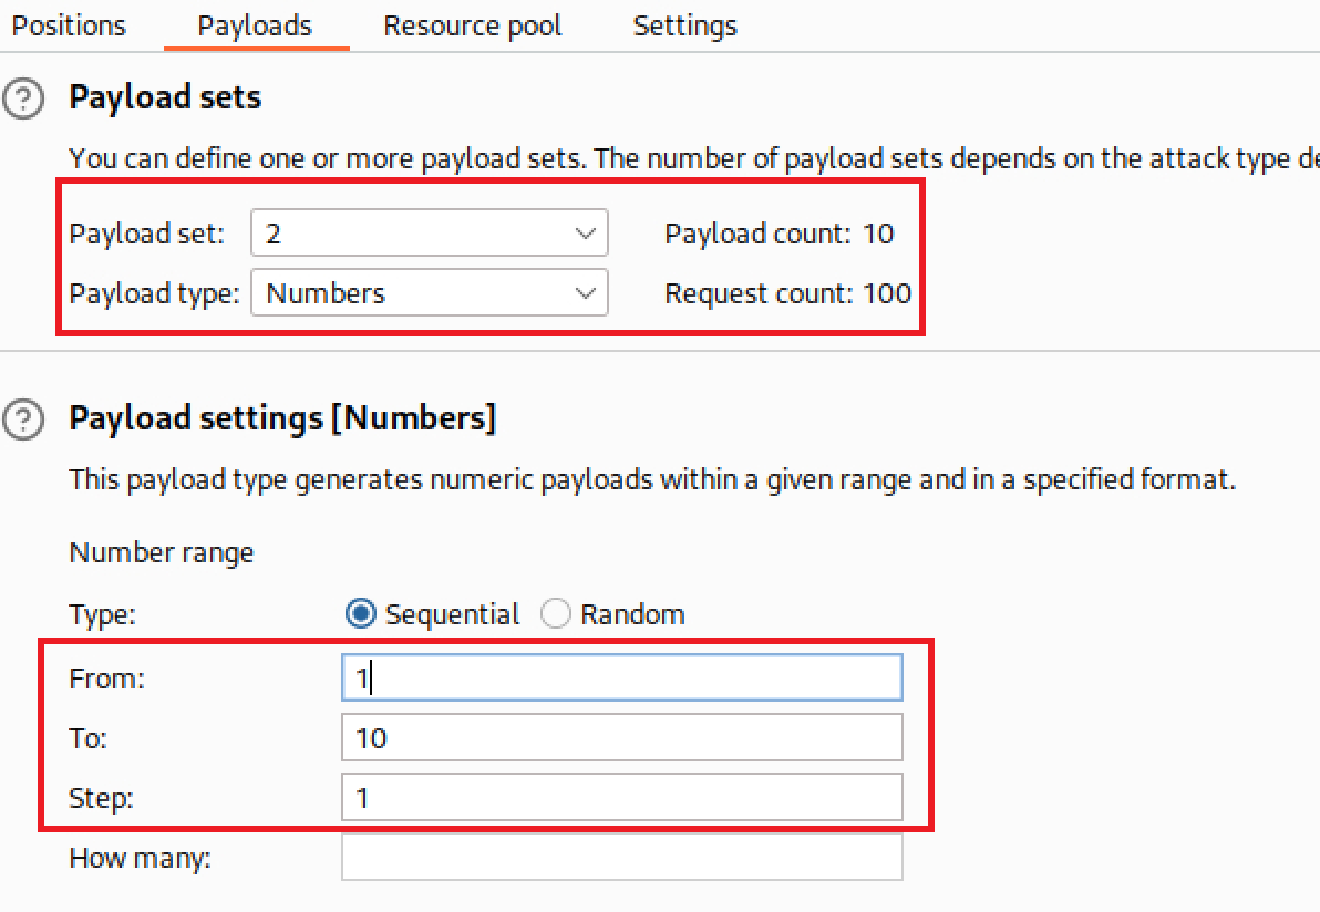 Positions Payloads Resource pool Settings
Payload sets
You can define one or more payload sets. The number of payload sets depends on the attack type
Payload set: 2 Payload count: 10
Payload type: Numbers Request count: 100
Payload settings [Numbers]
This payload type generates numeric payloads within a given range and in a specified format.
Number range
Type: Sequential Random
From: 1
To: 10
Step: 1
How many: